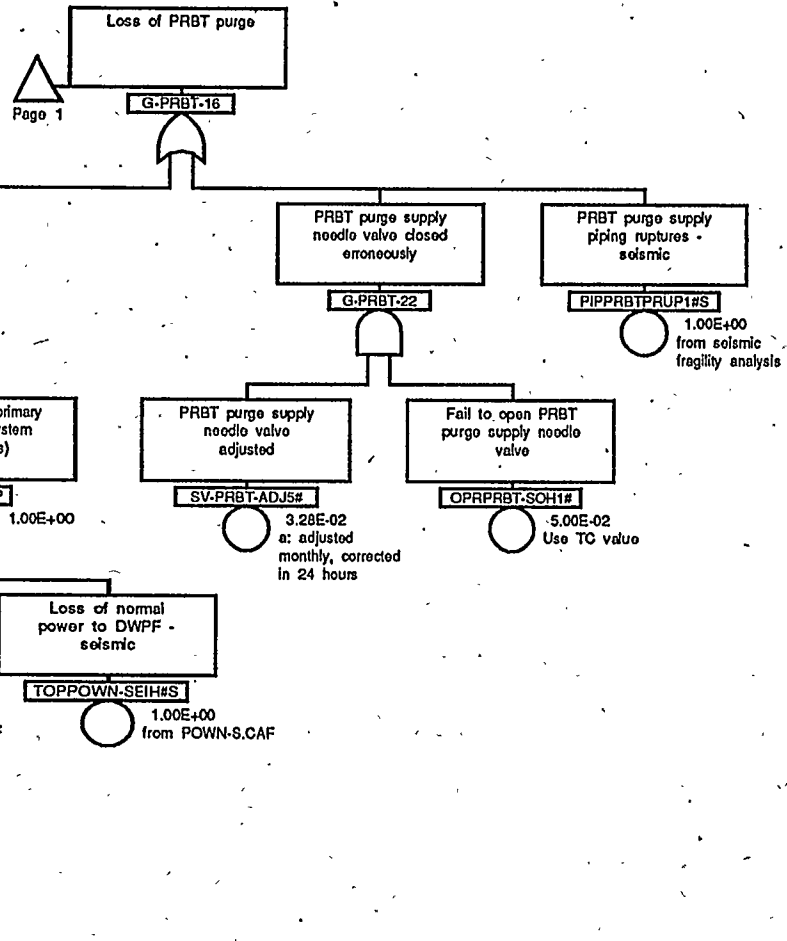 Loss of PRBT purge
Page 1
G-PRBT-16
PRBT purge supply
needle valve closed
erroneously
PRBT purge supply
piping ruptures -
seismic
G-PRBT-22
PIPPRBTPRUP1#S
1.00E+00
from seismic
fragility analysis
primary
stem
s)
PRBT purge supply
needle valve
adjusted
Fail to open PRBT
purge supply needle
valve
P
1.00E+00
SV-PRBT-ADJ5#
3.28E-02
a: adjusted
monthly, corrected
in 24 hours
OPRPRBT-SOH1#
5.00E-02
Use TC value
Loss of normal
power to DWPF -
seismic
TOPPOWN-SEIH#S
1.00E+00
from POWN-S.CAF